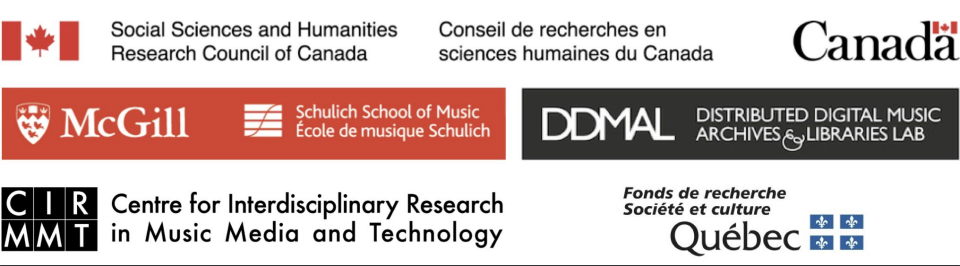 Social Sciences and Humanities
Research Council of Canada
Conseil de recherches en
sciences humaines du Canada
Canada
McGill
Schulich School of Music
École de musique Schulich
DDMAL
DISTRIBUTED DIGITAL MUSIC
ARCHIVES & LIBRARIES LAB
CIR
MMT
Centre for Interdisciplinary Research
in Music Media and Technology
Fonds de recherche
Société et culture
Québec